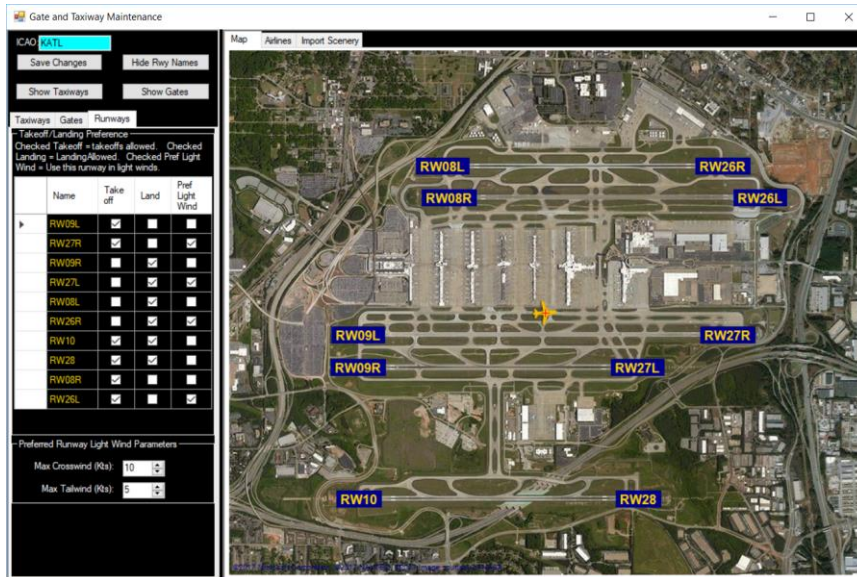 Gate and Taxiway Maintenance
ICAO: KATL
Save Changes
Hide Rwy Names
Show Taxiways
Show Gates
Taxiways Gates Runways
Takeoff/Landing Preference
Checked Takeoff = takeoffs allowed. Checked
Landing = LandingAllowed. Checked Pref Light
Wind = Use this runway in light winds.
Name
Take
off
Land
Pref
Light
Wind
RW09L
RW27R
RW09R
RW27L
RW08L
RW26R
RW10
RW28
RW08R
RW26L
Preferred Runway Light Wind Parameters
Max Crosswind (Kts): 10
Max Tailwind (Kts): 5
Map Airlines Import Scenery
RW08L RW26R
RW08R RW26L
RW09L RW27R
RW09R RW27L
RW10 RW28